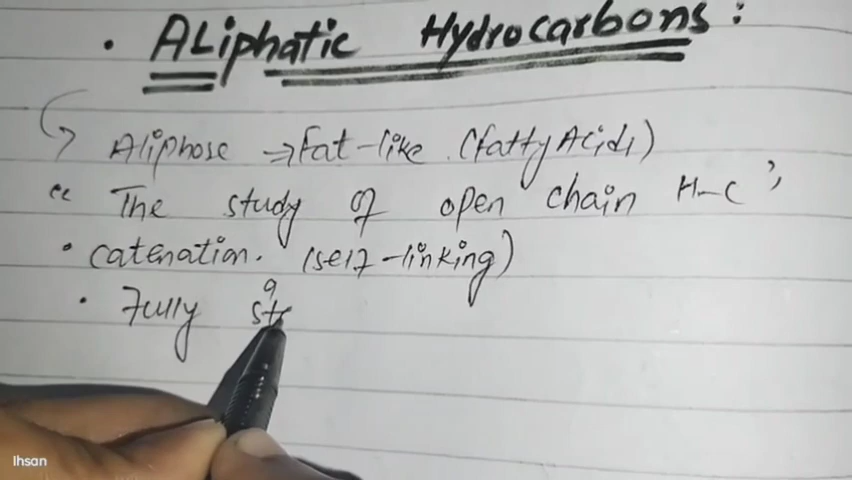 • Aliphatic Hydrocarbons:
Aliphose → Fat-like (fatty Acids)
" The study of open chain H-C "
• catenation. (self-linking)
• Fully
Ihsan